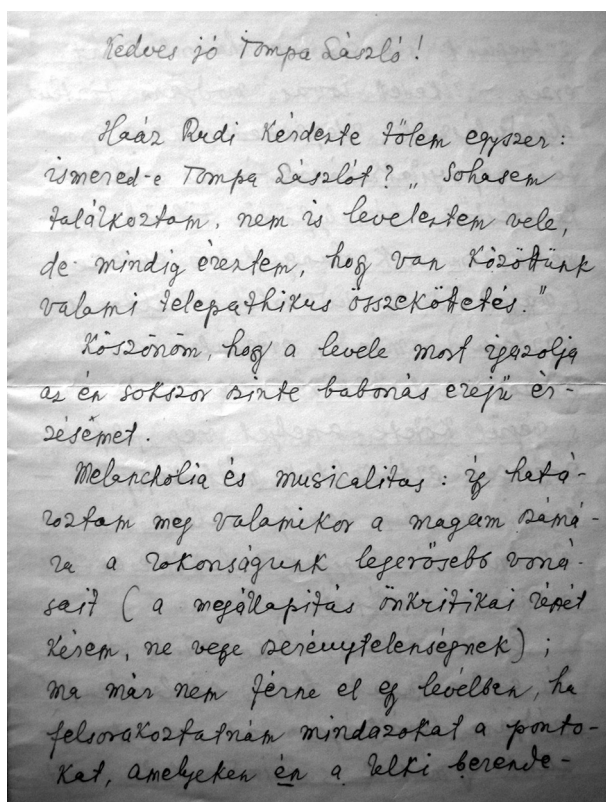 Kedves jó Tompa László!
Haáz Rudi kérdezte tőlem egyszer:
ismered-e Tompa Lászlót? „Sohasem
találkoztam, nem is leveleztem vele,
de mindig éreztem, hogy van közöttünk
valami telepathikus összeköttetés."
Köszönöm, hogy a levele most igazolja
az én sokszor szinte babonás erejű ér-
zésémet.
Melancholia és musicalitas: így hatá-
roztam meg valamikor a magam számá-
ra a rokonságunk legerősebb voná-
sait (a megállapítás önkritikai részét
kérem, ne vegye szerénytelenségnek);
ma már nem férne el egy levélben, ha
felsorakoztatnám mindazokat a ponto-
kat, amelyeken én a lelki berende-